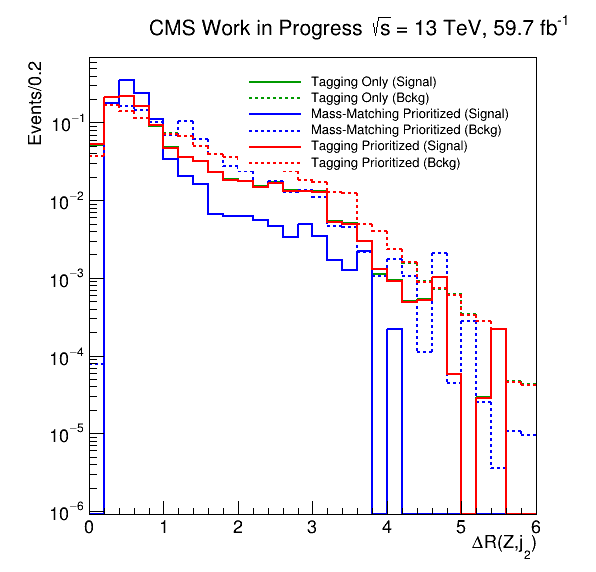 CMS Work in Progress √s = 13 TeV, 59.7 fb⁻¹
Events/0.2
Tagging Only (Signal)
Tagging Only (Bckg)
Mass-Matching Prioritized (Signal)
Mass-Matching Prioritized (Bckg)
Tagging Prioritized (Signal)
Tagging Prioritized (Bckg)
10⁻¹
10⁻²
10⁻³
10⁻⁴
10⁻⁵
10⁻⁶
0 1 2 3 4 5 6
ΔR(Z,j₂)